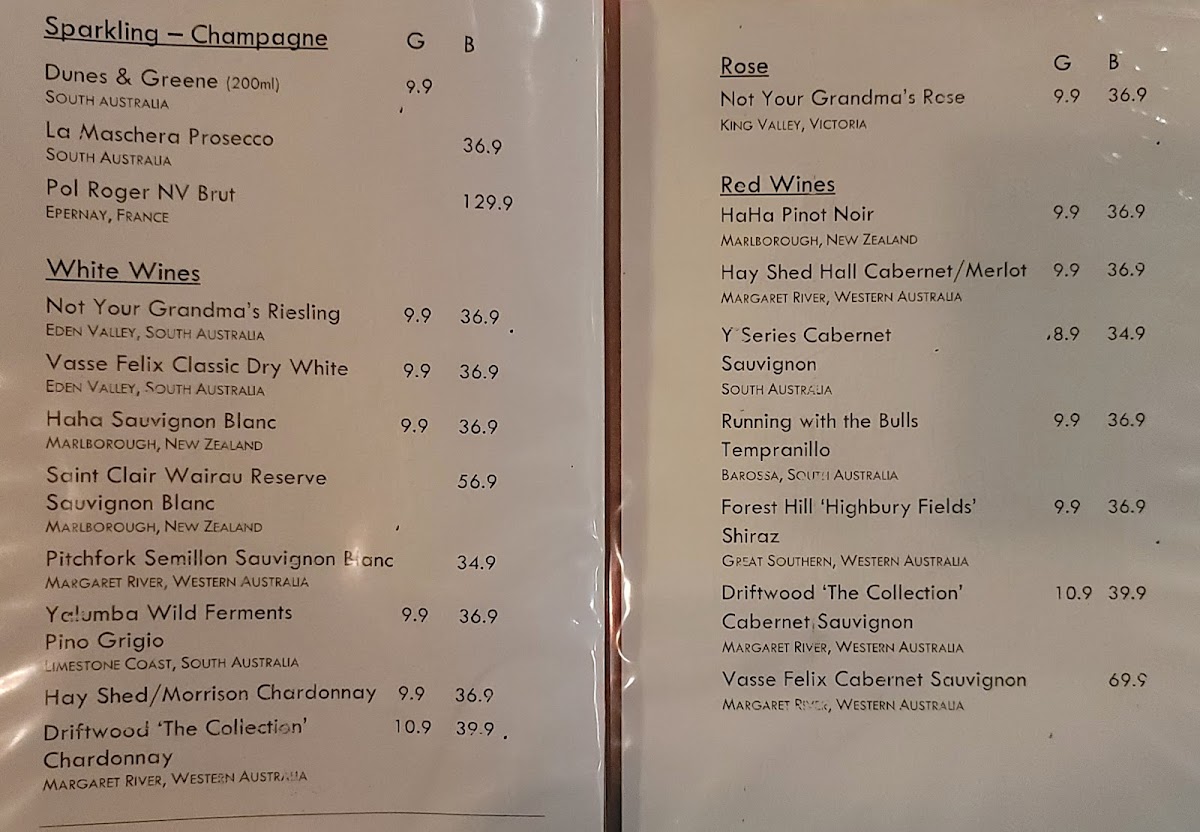 Sparkling – Champagne G B
Dunes & Greene (200ml) 9.9
South Australia
La Maschera Prosecco 36.9
South Australia
Pol Roger NV Brut 129.9
Epernay, France
White Wines
Not Your Grandma's Riesling 9.9 36.9
Eden Valley, South Australia
Vasse Felix Classic Dry White 9.9 36.9
Eden Valley, South Australia
Haha Sauvignon Blanc 9.9 36.9
Marlborough, New Zealand
Saint Clair Wairau Reserve 56.9
Sauvignon Blanc
Marlborough, New Zealand
Pitchfork Semillon Sauvignon Blanc 34.9
Margaret River, Western Australia
Yalumba Wild Ferments 9.9 36.9
Pino Grigio
Limestone Coast, South Australia
Hay Shed/Morrison Chardonnay 9.9 36.9
Driftwood 'The Collection' 10.9 39.9
Chardonnay
Margaret River, Western Australia
Rose G B
Not Your Grandma's Rose 9.9 36.9
King Valley, Victoria
Red Wines
HaHa Pinot Noir 9.9 36.9
Marlborough, New Zealand
Hay Shed Hall Cabernet/Merlot 9.9 36.9
Margaret River, Western Australia
Y Series Cabernet 8.9 34.9
Sauvignon
South Australia
Running with the Bulls 9.9 36.9
Tempranillo
Barossa, South Australia
Forest Hill 'Highbury Fields' 9.9 36.9
Shiraz
Great Southern, Western Australia
Driftwood 'The Collection' 10.9 39.9
Cabernet Sauvignon
Margaret River, Western Australia
Vasse Felix Cabernet Sauvignon 69.9
Margaret River, Western Australia